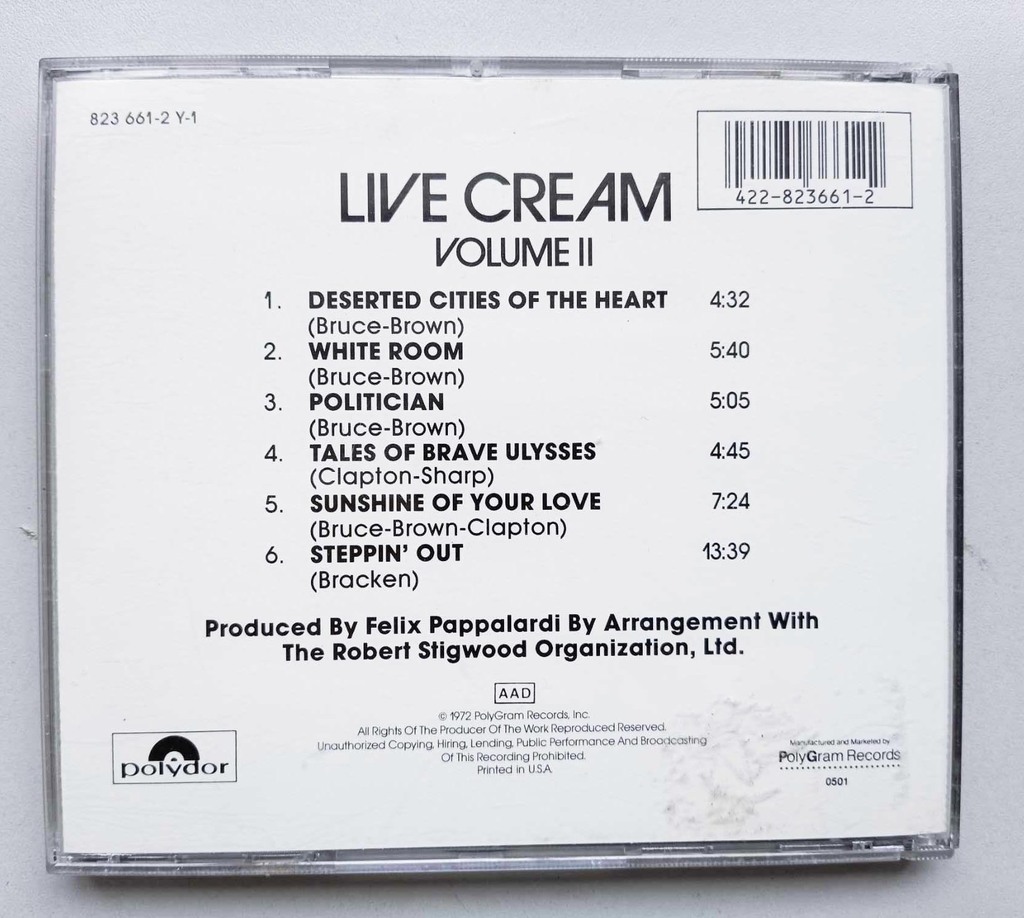 823 661-2 Y-1
422-823661-2
LIVE CREAM
VOLUME II
1. DESERTED CITIES OF THE HEART 4:32
(Bruce-Brown)
2. WHITE ROOM 5:40
(Bruce-Brown)
3. POLITICIAN 5:05
(Bruce-Brown)
4. TALES OF BRAVE ULYSSES 4:45
(Clapton-Sharp)
5. SUNSHINE OF YOUR LOVE 7:24
(Bruce-Brown-Clapton)
6. STEPPIN' OUT 13:39
(Bracken)
Produced By Felix Pappalardi By Arrangement With
The Robert Stigwood Organization, Ltd.
AAD
© 1972 PolyGram Records, Inc.
All Rights Of The Producer Of The Work Reproduced Reserved.
Unauthorized Copying, Hiring, Lending, Public Performance And Broadcasting
Of This Recording Prohibited.
Printed in U.S.A.
polydor
Manufactured and Marketed by
PolyGram Records
0501